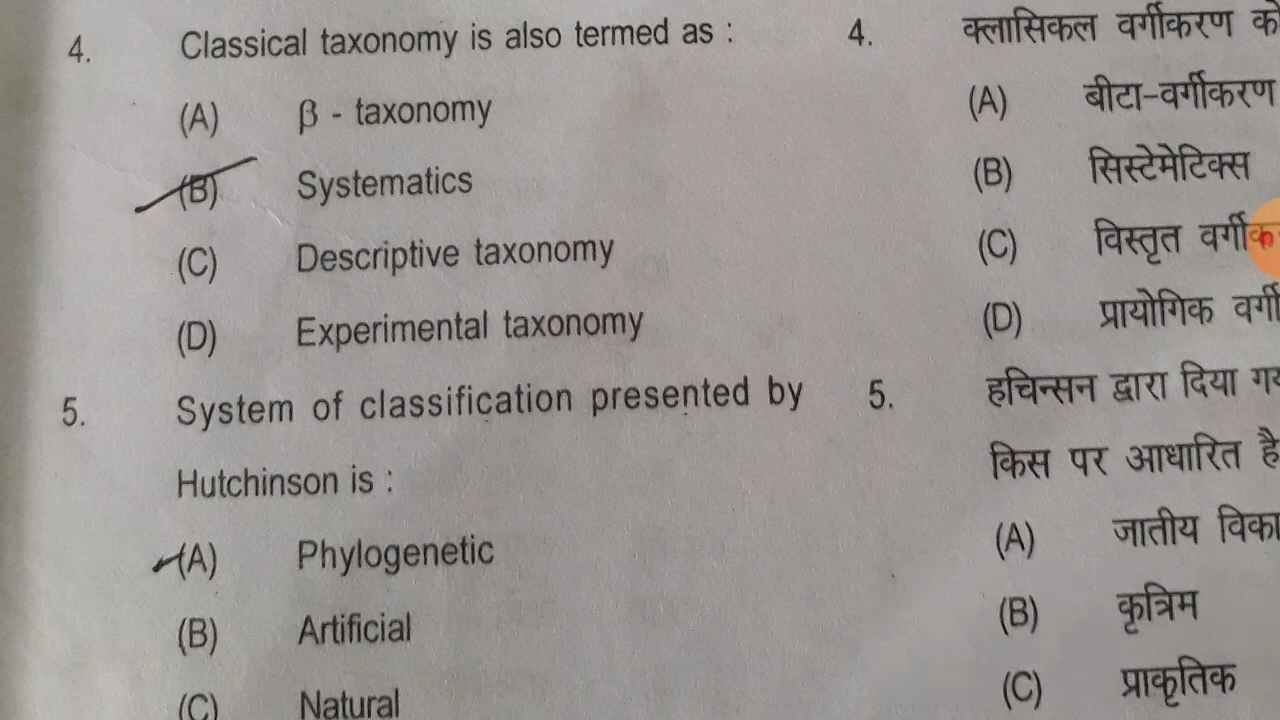 4. Classical taxonomy is also termed as :
(A) β - taxonomy
(B) Systematics
(C) Descriptive taxonomy
(D) Experimental taxonomy
5. System of classification presented by
Hutchinson is :
(A) Phylogenetic
(B) Artificial
(C) Natural
4. क्लासिकल वर्गीकरण को
(A) बीटा-वर्गीकरण
(B) सिस्टेमेटिक्स
(C) विस्तृत
(D) प्रायोगिक
5. हचिन्सन द्वारा दिया
किस पर आधारित है
(A) जातीय
(B) कृत्रिम
(C) प्राकृतिक